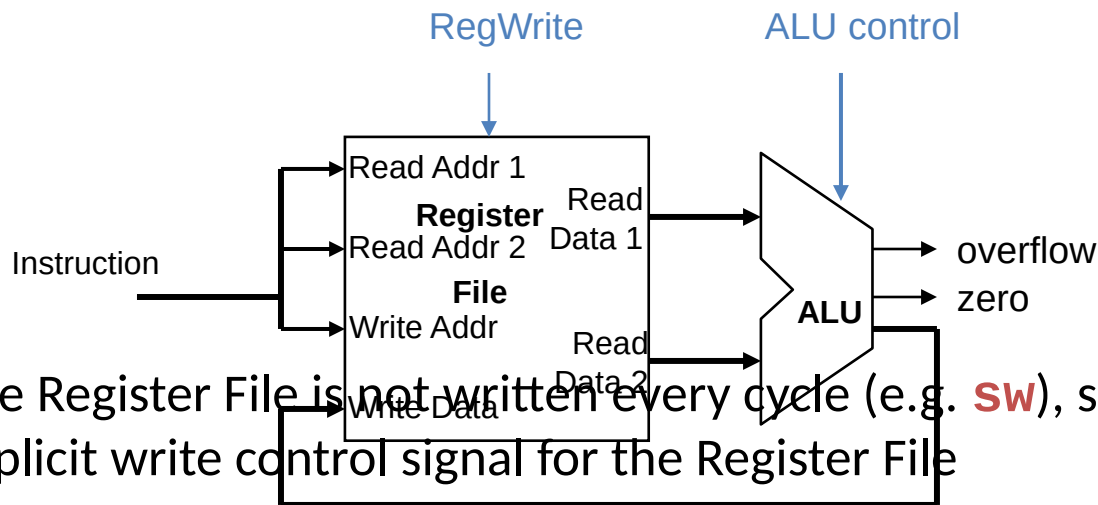 RegWrite
ALU control
Read Addr 1
Register
Read
Data 1
Read Addr 2
Instruction
overflow
File
zero
ALU
Write Addr
Read
Data 2
e Register File is not written every cycle (e.g. sw), s
Write Data
plicit write control signal for the Register File